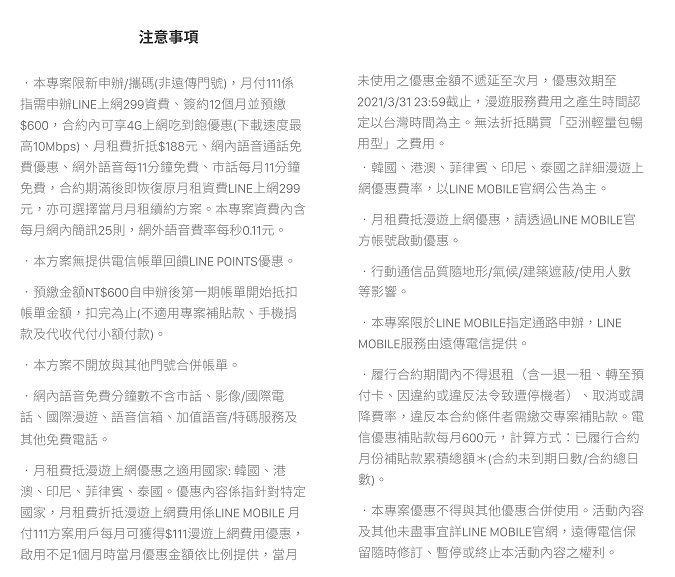 注意事項
．本專案限新申辦/攜碼(非遠傳門號)，月付111係
指需申辦LINE上網299資費、簽約12個月並預繳
$600，合約內可享4G上網吃到飽優惠(下載速度最
高10Mbps)、月租費折抵$188元、網內語音通話免
費優惠、網外語音每11分鐘免費、市話每月11分鐘
免費，合約期滿後即恢復原月租資費LINE上網299
元，亦可選擇當月月租續約方案。本專案資費內含
每月網內簡訊25則，網外語音費率每秒0.11元。
．本方案無提供電信帳單回饋LINE POINTS優惠。
．預繳金額NT$600自申辦後第一期帳單開始抵扣
帳單金額，扣完為止(不適用專案補貼款、手機捐
款及代收代付小額付款)。
．本方案不開放與其他門號合併帳單。
．網內語音免費分鐘數不含市話、影像/國際電
話、國際漫遊、語音信箱、加值語音/特碼服務及
其他免費電話。
．月租費抵漫遊上網優惠之適用國家: 韓國、港
澳、印尼、菲律賓、泰國。優惠內容係指針對特定
國家，月租費折抵漫遊上網費用係LINE MOBILE 月
付111方案用戶每月可獲得$111漫遊上網費用優惠，
啟用不足1個月時當月優惠金額依比例提供，當月
未使用之優惠金額不遞延至次月，優惠效期至
2021/3/31 23:59截止，漫遊服務費用之產生時間認
定以台灣時間為主。無法折抵購買「亞洲輕量包暢
用型」之費用。
．韓國、港澳、菲律賓、印尼、泰國之詳細漫遊上
網優惠費率，以LINE MOBILE官網公告為主。
．月租費抵漫遊上網優惠，請透過LINE MOBILE官
方帳號啟動優惠。
．行動通信品質隨地形/氣候/建築遮蔽/使用人數
等影響。
．本專案限於LINE MOBILE指定通路申辦，LINE
MOBILE服務由遠傳電信提供。
．履行合約期間內不得退租（含一退一租、轉至預
付卡、因違約或違反法令致遭停機者）、取消或調
降費率，違反本合約條件者需繳交專案補貼款。電
信優惠補貼款每月600元，計算方式：已履行合約
月份補貼款累積總額＊(合約未到期日數/合約總日
數)。
．本專案優惠不得與其他優惠合併使用。活動內容
及其他未盡事宜詳LINE MOBILE官網，遠傳電信保
留隨時修訂、暫停或終止本活動內容之權利。